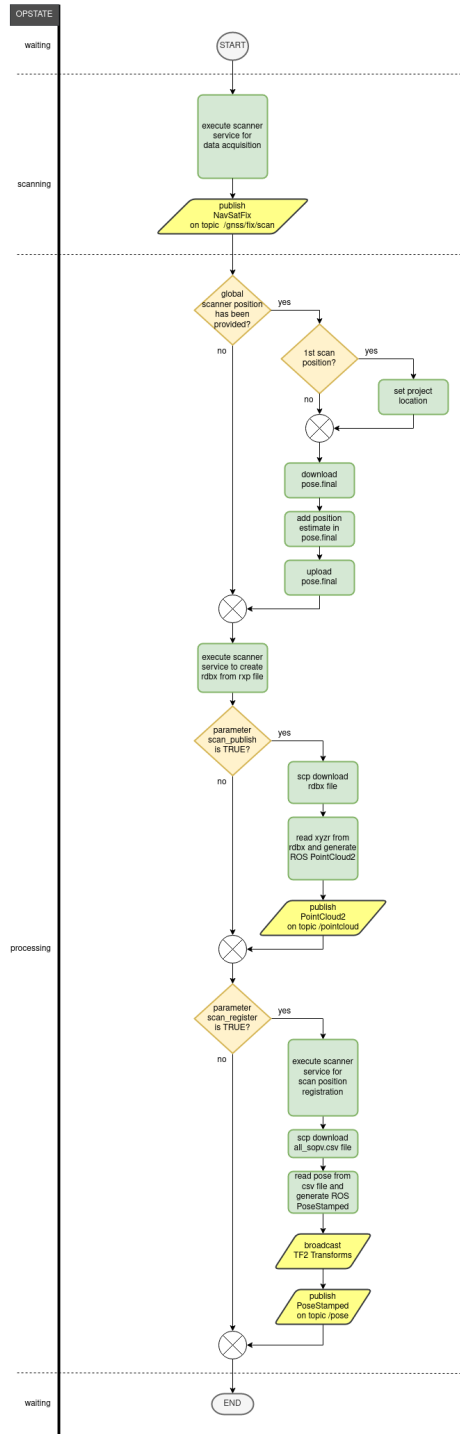 OPSTATE
waiting
START
execute scanner
service for
data acquisition
scanning
publish
NavSatFix
on topic /gnss/fix/scan
global
scanner position
has been
provided?
yes
no
1st scan
position?
yes
no
set project
location
download
pose.final
add position
estimate in
pose.final
upload
pose.final
execute scanner
service to create
rdbx from rxp file
parameter
scan_publish
is TRUE?
yes
no
scp download
rdbx file
read xyzr from
rdbx and generate
ROS PointCloud2
publish
PointCloud2
on topic /pointcloud
processing
parameter
scan_register
is TRUE?
yes
no
execute scanner
service for
scan position
registration
scp download
all_sopv.csv file
read pose from
csv file and
generate ROS
PoseStamped
broadcast
TF2 Transforms
publish
PoseStamped
on topic /pose
waiting
END